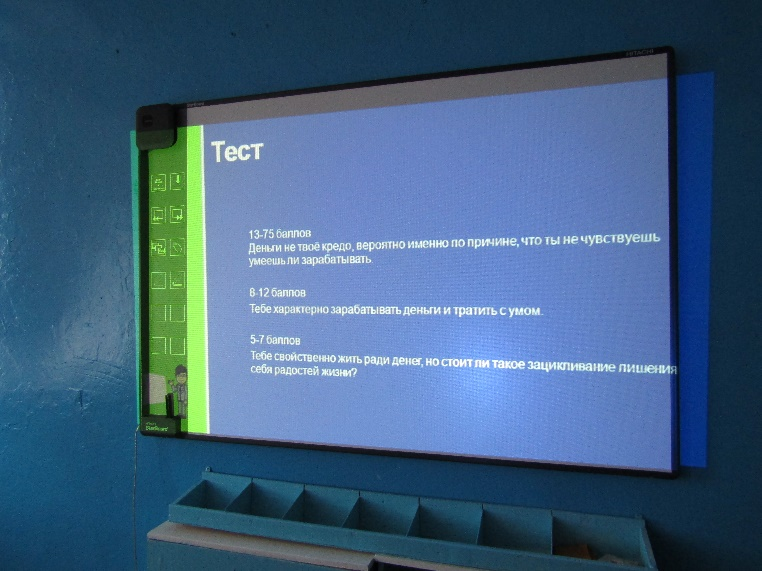 HITACHI
Тест
13-75 баллов
Деньги не твоё кредо, вероятно именно по причине, что ты не чувствуешь
умеешь ли зарабатывать.
8-12 баллов
Тебе характерно зарабатывать деньги и тратить с умом.
5-7 баллов
Тебе свойственно жить ради денег, но стоит ли такое зацикливание лишения
себя радостей жизни?
StarBoard